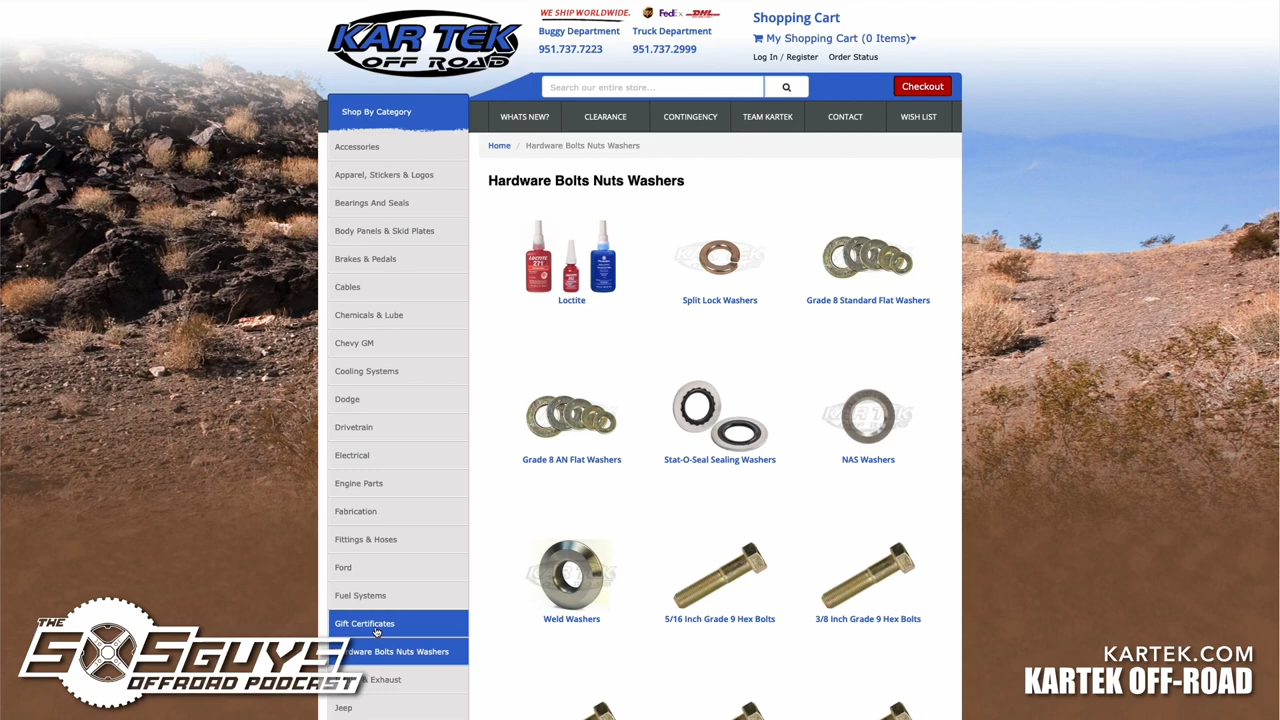 KAR TEK
OFF ROAD
WE SHIP WORLDWIDE.
FedEx
DHL
Buggy Department
951.737.7223
Truck Department
951.737.2999
Shopping Cart
My Shopping Cart (0 Items)
Log In / Register
Order Status
Search our entire store...
Checkout
Shop By Category
WHATS NEW?
CLEARANCE
CONTINGENCY
TEAM KARTEK
CONTACT
WISH LIST
Accessories
Apparel, Stickers & Logos
Bearings And Seals
Body Panels & Skid Plates
Brakes & Pedals
Cables
Chemicals & Lube
Chevy GM
Cooling Systems
Dodge
Drivetrain
Electrical
Engine Parts
Fabrication
Fittings & Hoses
Ford
Fuel Systems
Gift Certificates
rdware Bolts Nuts Washers
& Exhaust
Jeep
Home / Hardware Bolts Nuts Washers
Hardware Bolts Nuts Washers
LOCTITE
271
Loctite
Split Lock Washers
Grade 8 Standard Flat Washers
Grade 8 AN Flat Washers
Stat-O-Seal Sealing Washers
NAS Washers
Weld Washers
5/16 Inch Grade 9 Hex Bolts
3/8 Inch Grade 9 Hex Bolts
THE
SOSGUYS
OFFROAD PODCAST
KARTEK.COM
KARTEK OFF-ROAD